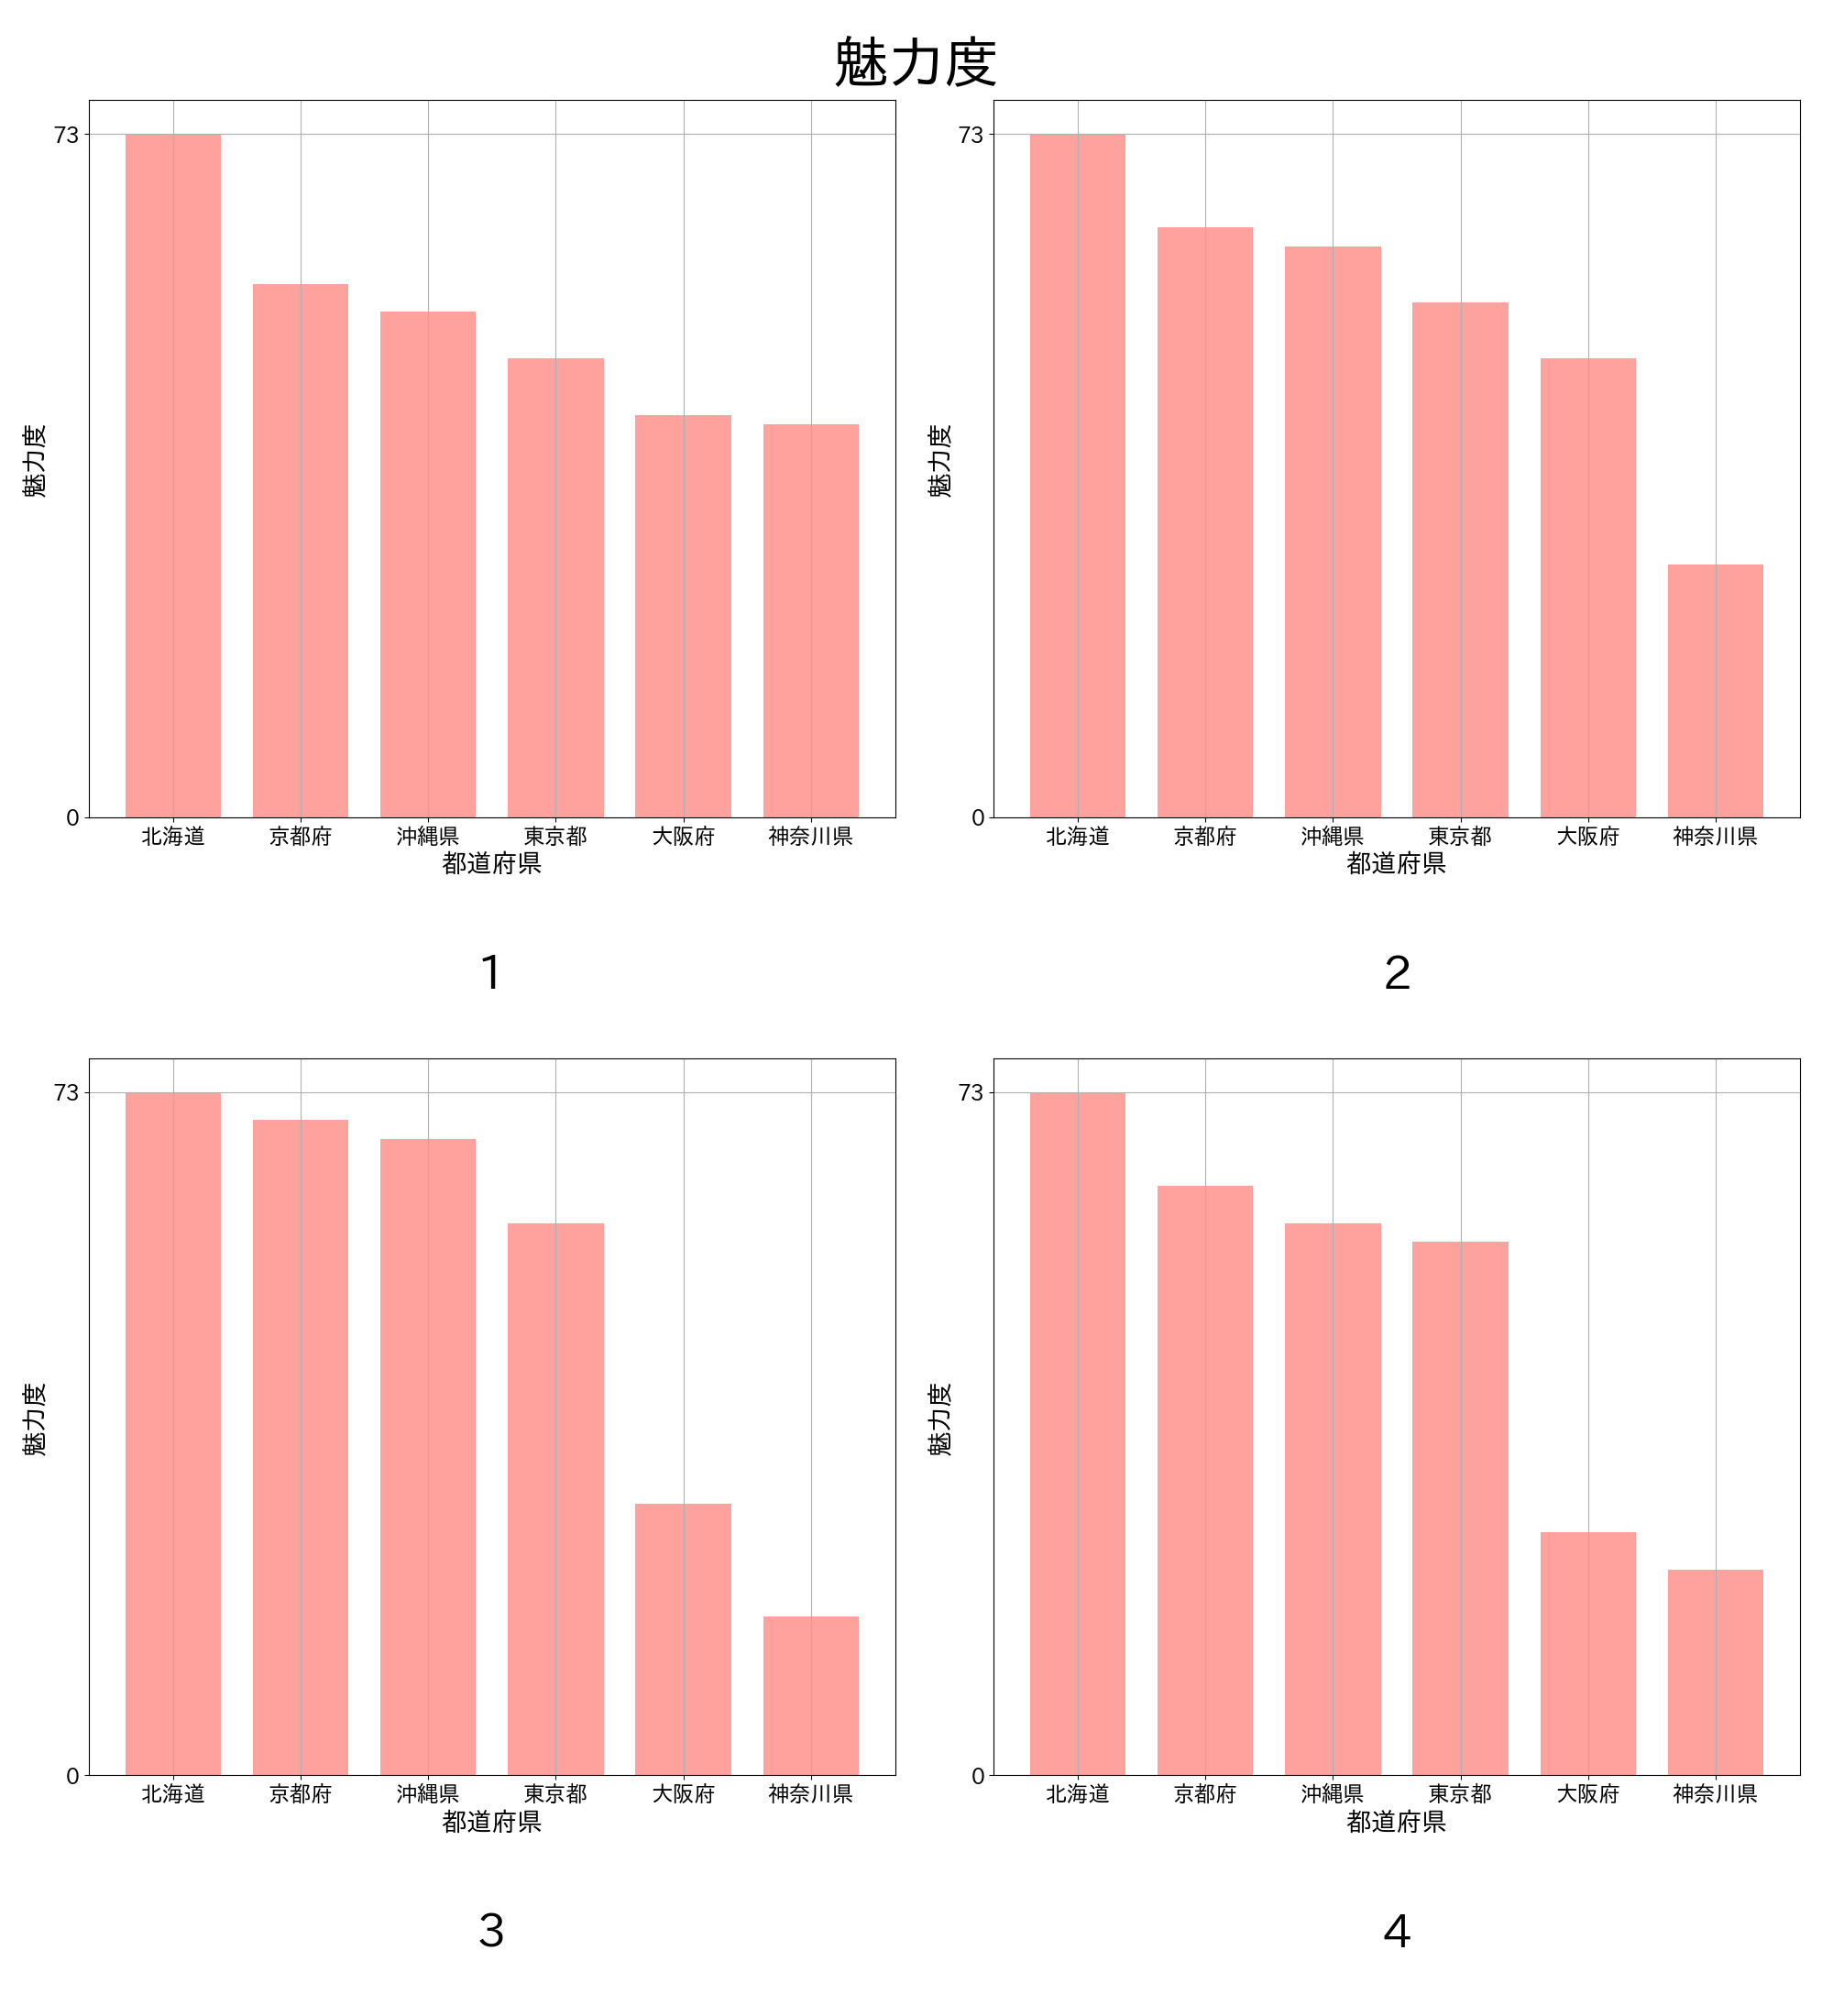 魅力度
73
0
魅力度
北海道 京都府 沖縄県 東京都 大阪府 神奈川県
都道府県
1
73
0
魅力度
北海道 京都府 沖縄県 東京都 大阪府 神奈川県
都道府県
2
73
0
魅力度
北海道 京都府 沖縄県 東京都 大阪府 神奈川県
都道府県
3
73
0
魅力度
北海道 京都府 沖縄県 東京都 大阪府 神奈川県
都道府県
4